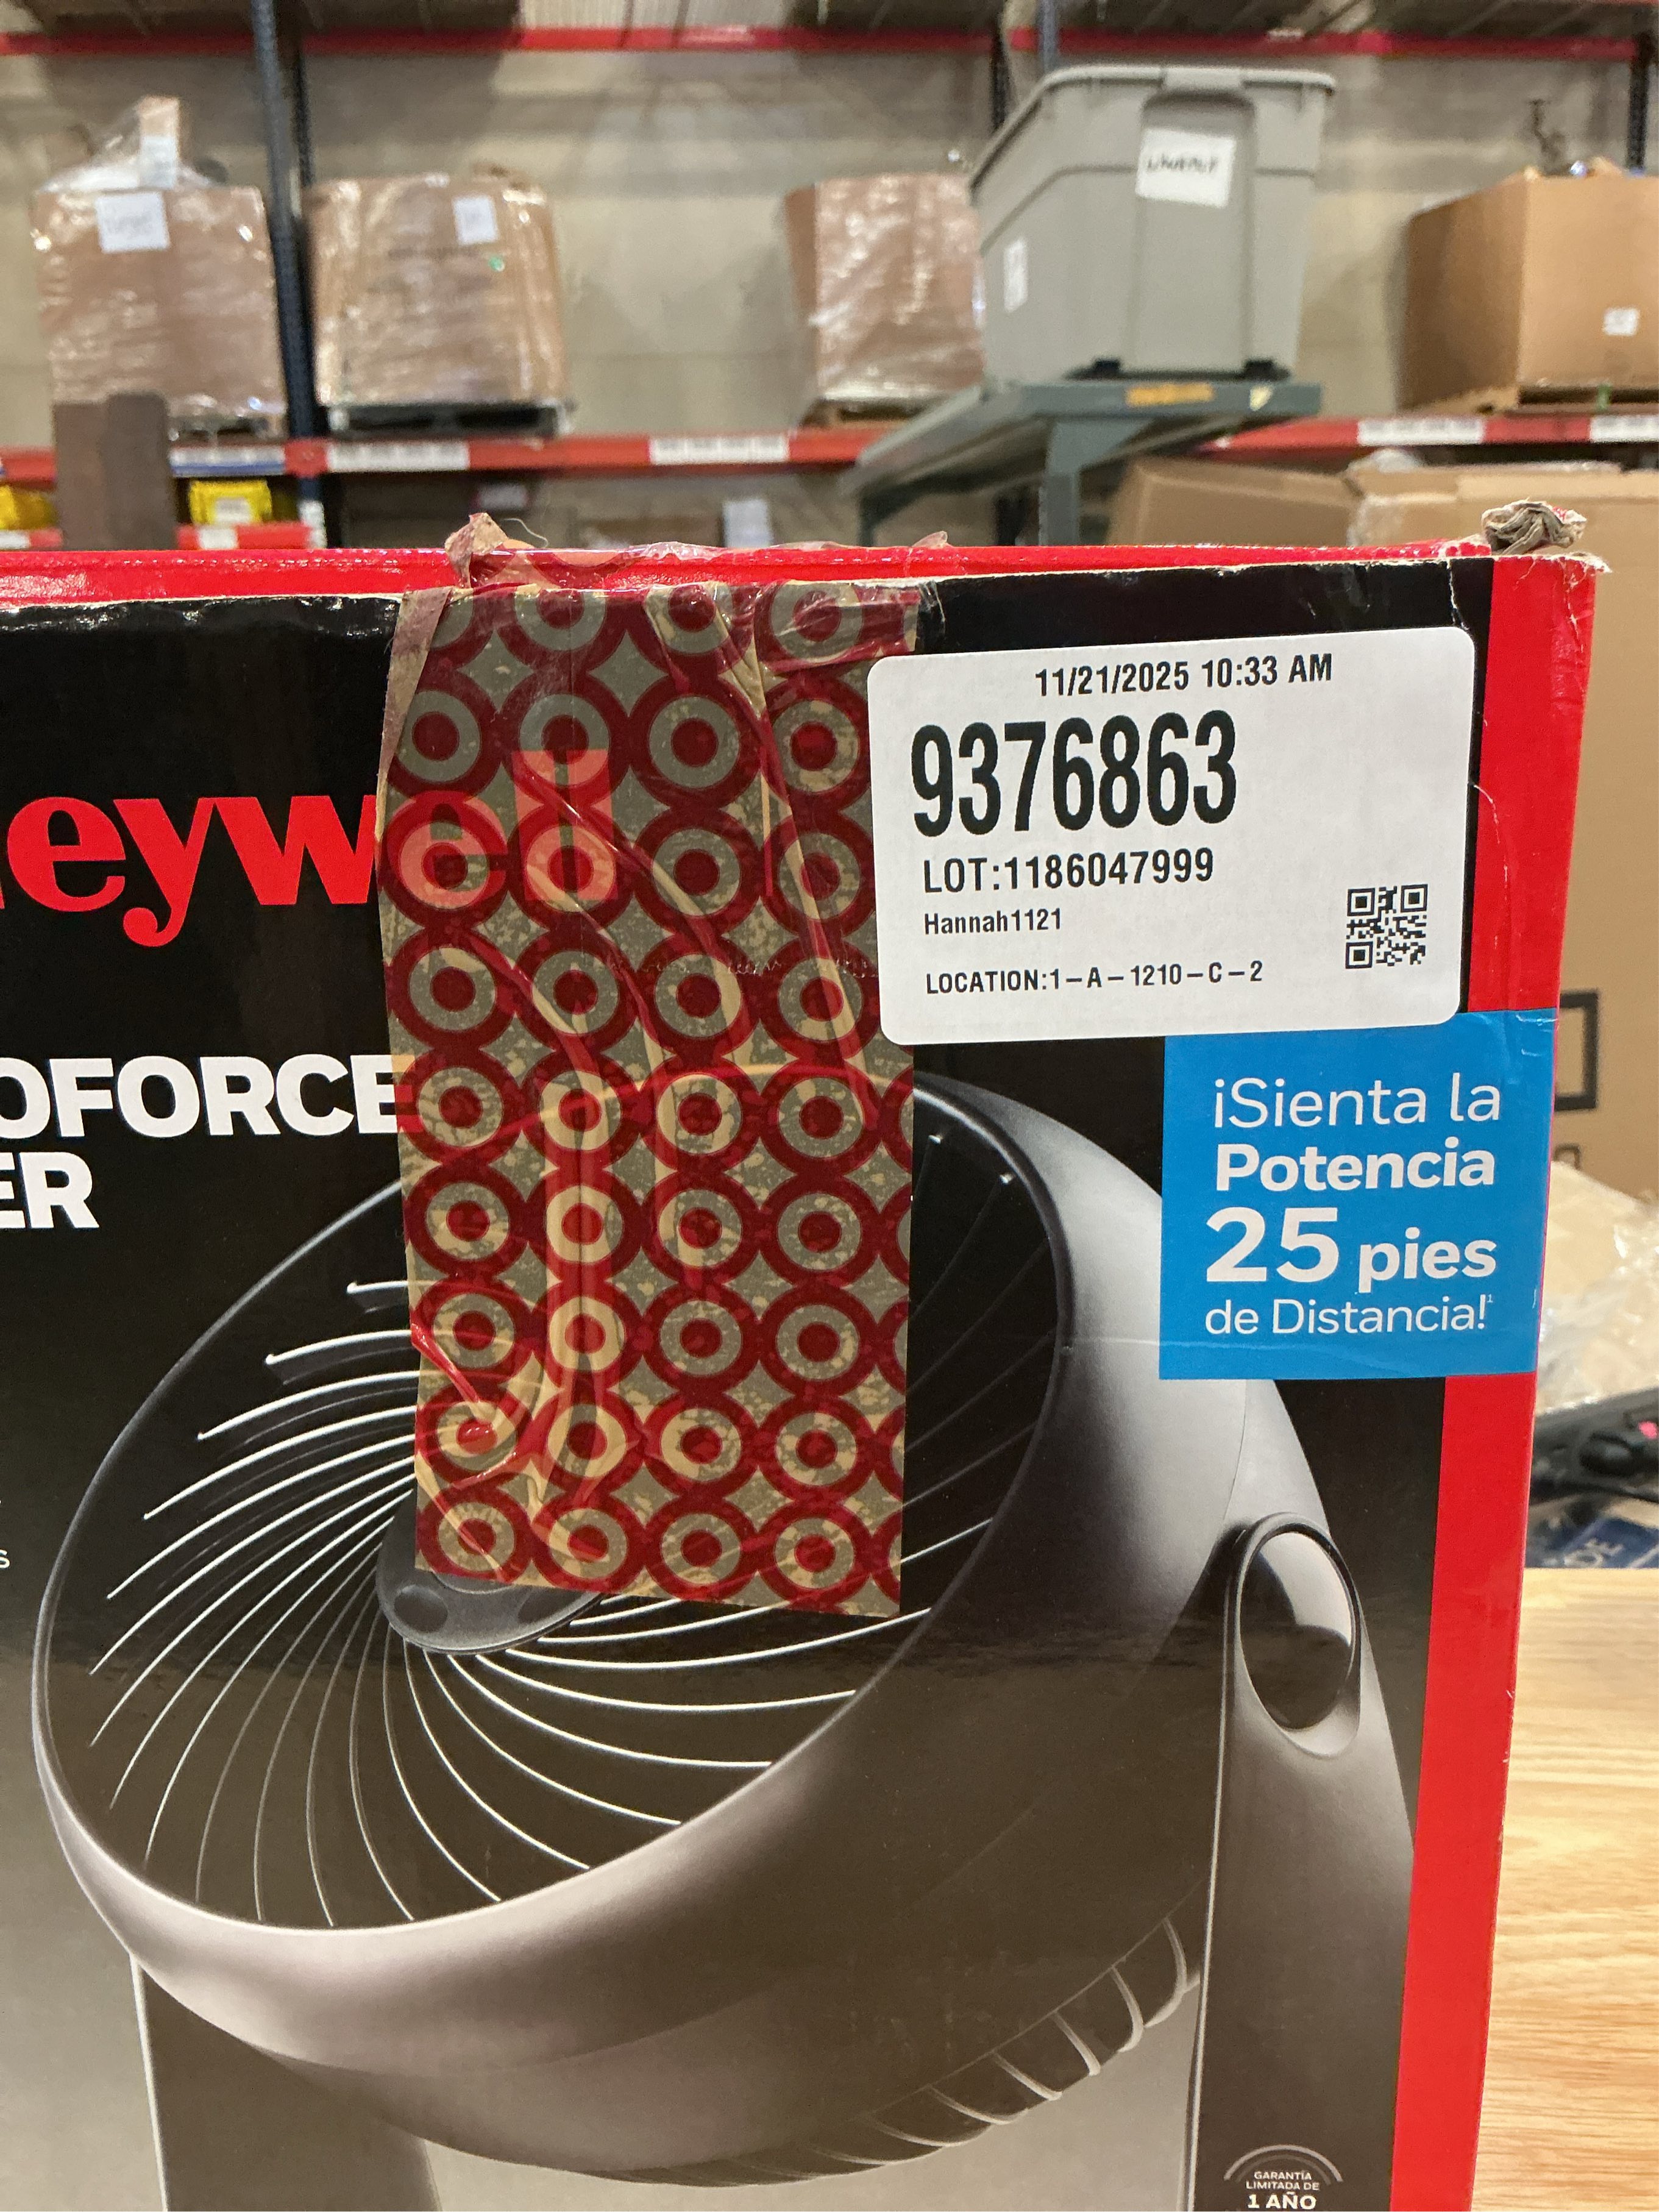 11/21/2025 10:33 AM
9376863
LOT:1186047999
Hannah1121
LOCATION:1-A-1210-C-2
eywell
OFORCE
ER
¡Sienta la
Potencia
25 pies
de Distancia!¹
s
GARANTÍA
LIMITADA DE
1 AÑO